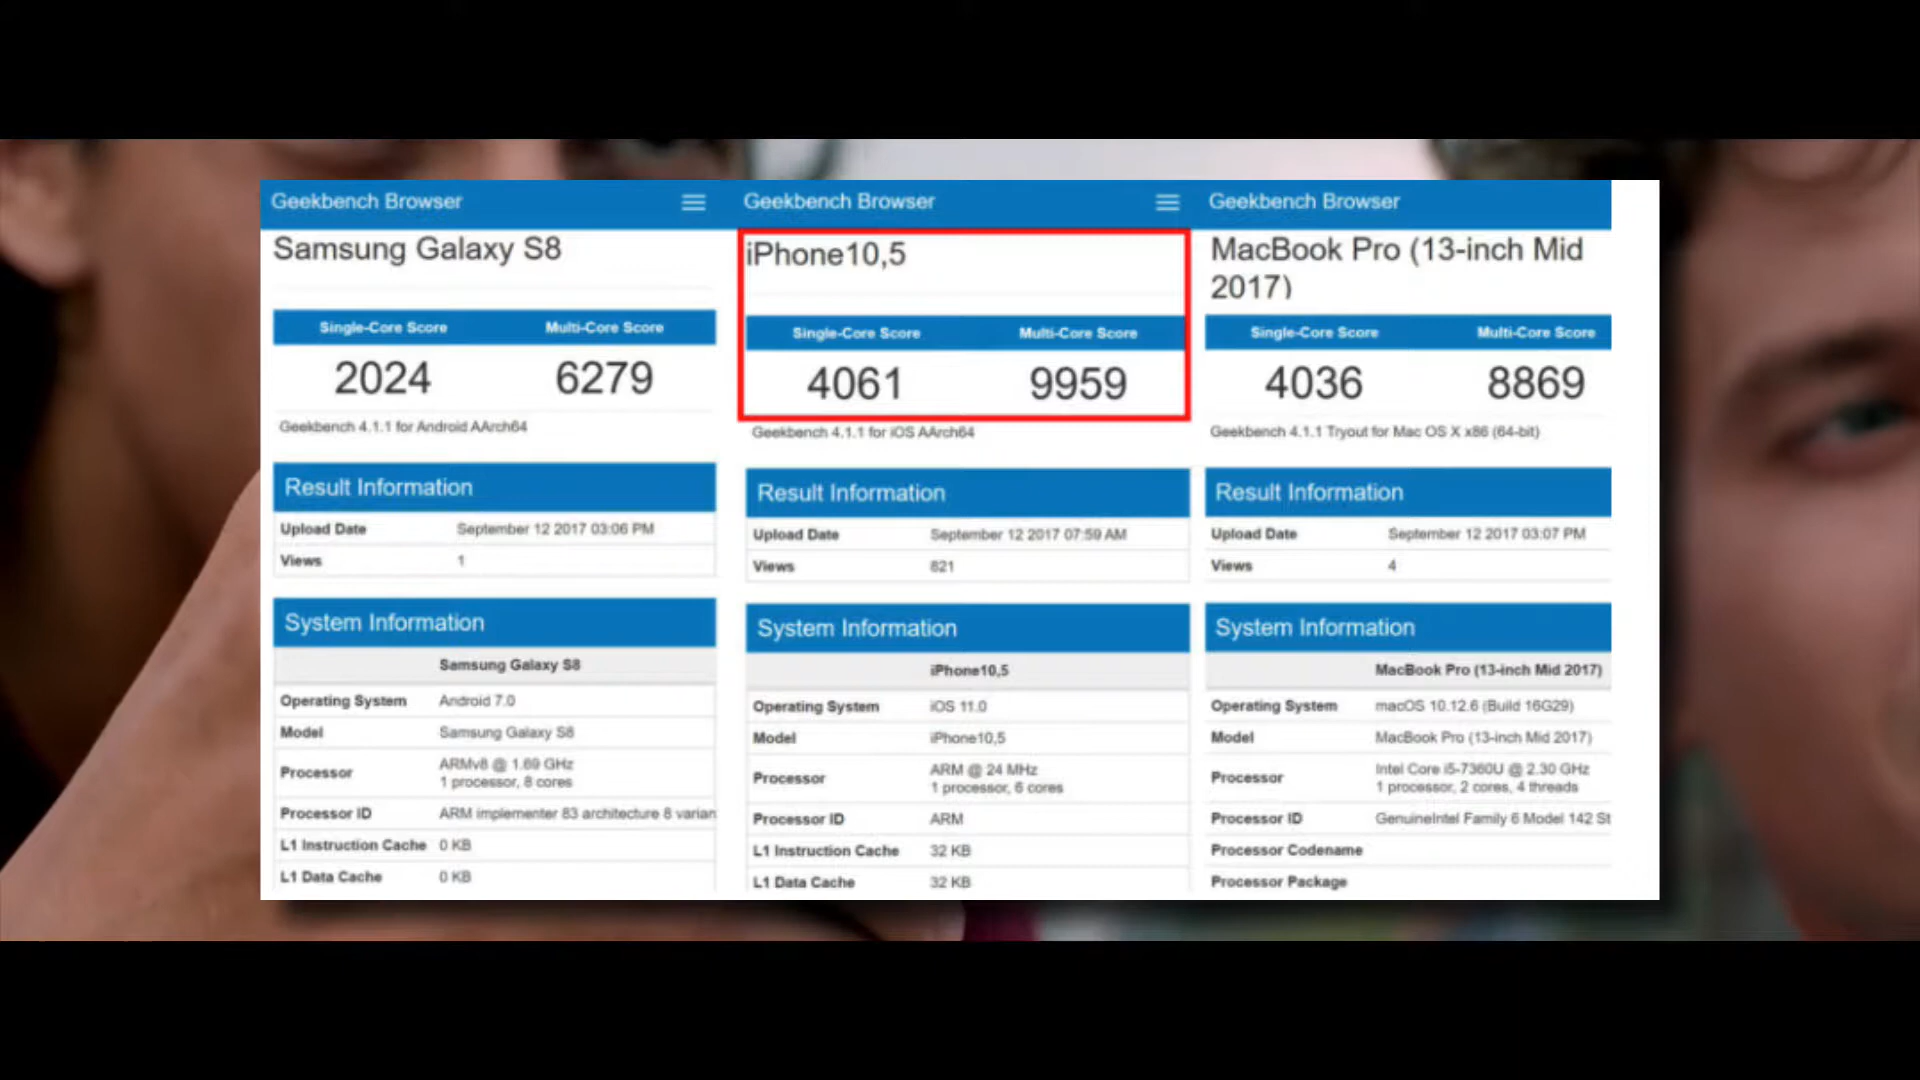 Geekbench Browser
Samsung Galaxy S8
Single-Core Score Multi-Core Score
2024 6279
Geekbench 4.1.1 for Android AArch64
Result Information
Upload Date September 12 2017 03:06 PM
Views 1
System Information
Samsung Galaxy S8
Operating System Android 7.0
Model Samsung Galaxy S8
Processor ARMv8 @ 1.69 GHz
1 processor, 8 cores
Processor ID ARM implementer 83 architecture 8 varian
L1 Instruction Cache 0 KB
L1 Data Cache 0 KB
Geekbench Browser
iPhone10,5
Single-Core Score Multi-Core Score
4061 9959
Geekbench 4.1.1 for iOS AArch64
Result Information
Upload Date September 12 2017 07:59 AM
Views 821
System Information
iPhone10,5
Operating System iOS 11.0
Model iPhone10,5
Processor ARM @ 24 MHz
1 processor, 6 cores
Processor ID ARM
L1 Instruction Cache 32 KB
L1 Data Cache 32 KB
Geekbench Browser
MacBook Pro (13-inch Mid
2017)
Single-Core Score Multi-Core Score
4036 8869
Geekbench 4.1.1 Tryout for Mac OS X x86 (64-bit)
Result Information
Upload Date September 12 2017 03:07 PM
Views 4
System Information
MacBook Pro (13-inch Mid 2017)
Operating System macOS 10.12.6 (Build 16G29)
Model MacBook Pro (13-inch Mid 2017)
Processor Intel Core i5-7360U @ 2.30 GHz
1 processor, 2 cores, 4 threads
Processor ID GenuineIntel Family 6 Model 142 St
Processor Codename
Processor Package